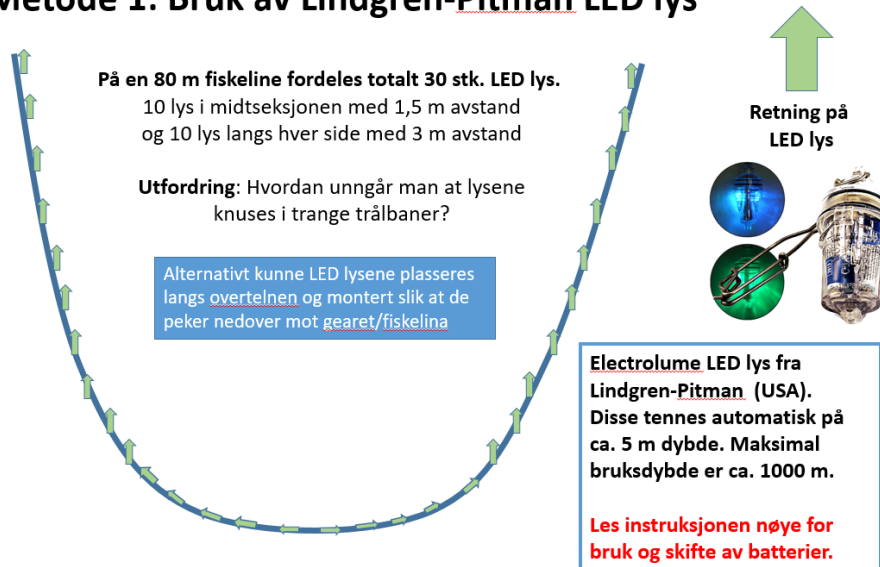 Metode 1: Bruk av Lindgren-Pitman LED lys
På en 80 m fiskeline fordeles totalt 30 stk. LED lys.
10 lys i midtseksjonen med 1,5 m avstand
og 10 lys langs hver side med 3 m avstand
Utfordring: Hvordan unngår man at lysene
knuses i trange trålbaner?
Alternativt kunne LED lysene plasseres
langs overtelnen og montert slik at de
peker nedover mot gearet/fiskelina
Retning på
LED lys
Electrolume LED lys fra
Lindgren-Pitman (USA).
Disse tennes automatisk på
ca. 5 m dybde. Maksimal
bruksdybde er ca. 1000 m.
Les instruksjonen nøye for
bruk og skifte av batterier.